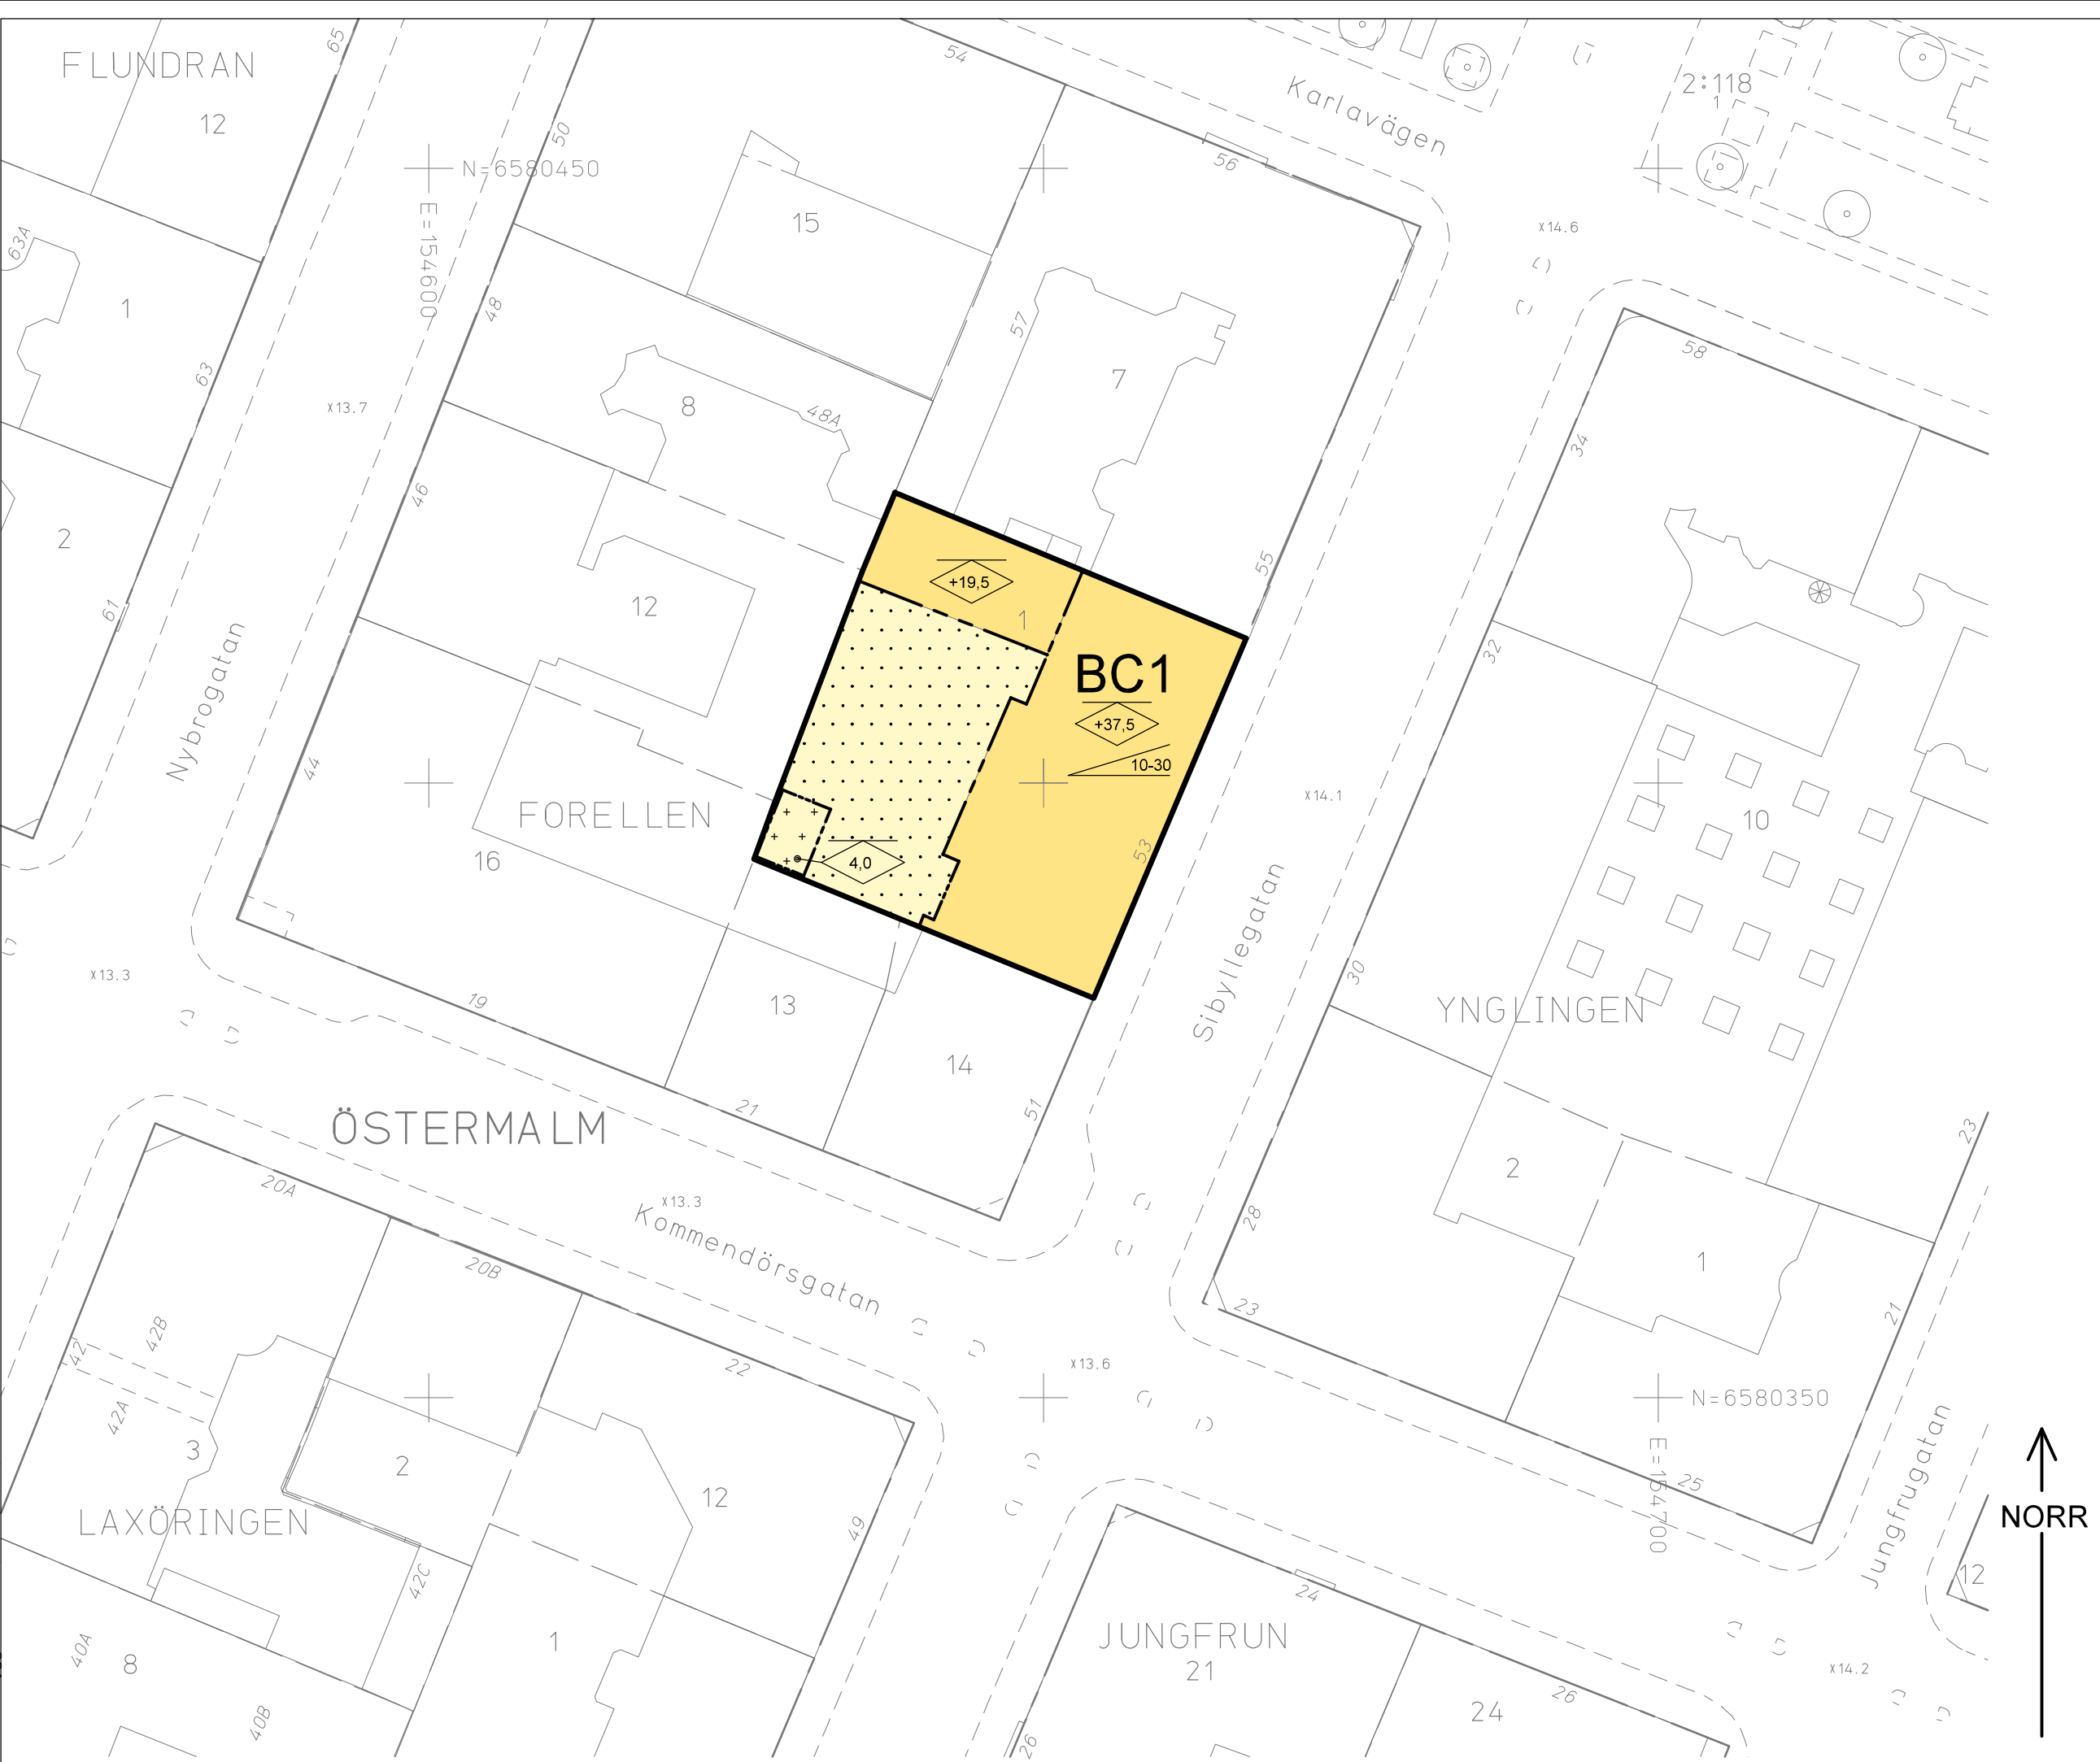 FLUNDRAN
12
65
54
Karlavägen
2:118
1
50
N=6580450
E=154600
15
56
x14.6
63A
1
48
57
7
58
63
x13.7
8
48A
34
46
2
61
12
55
+19,5
1
BC1
+37,5
10-30
32
Nybrogatan
44
FORELLEN
16
4,0
x14.1
53
10
Sibyllegatan
x13.3
19
13
30
YNGLINGEN
14
51
21
ÖSTERMALM
23
2
20A
x13.3
Kommendörsgatan
28
20B
1
23
21
42B
42
22
x13.6
N=6580350
E=154700
42A
3
2
12
25
Jungfrugatan
LAXÖRINGEN
49
NORR
42C
12
24
40A
8
1
JUNGFRUN
21
x14.2
26
24
40B
26